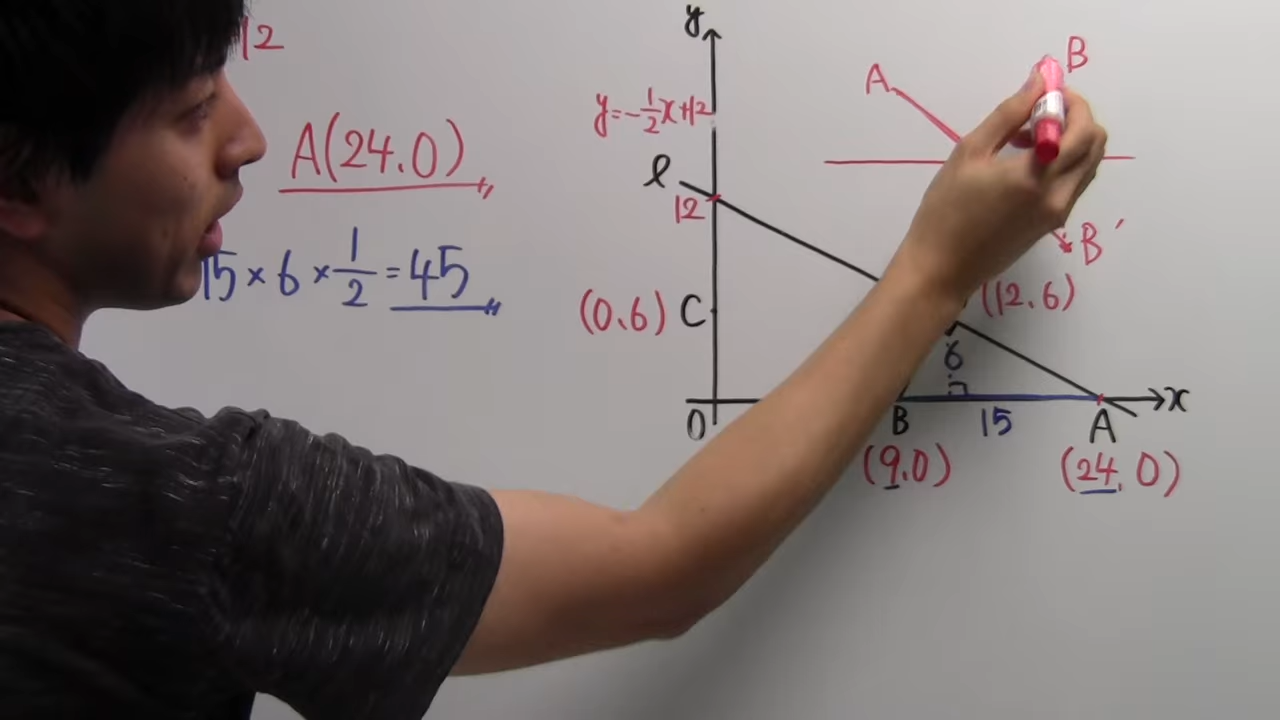 12
A(24.0)
15×6×1/2=45
y
y=-1/2x+12
l
12
(0.6) C
0
A
B
B′
(12.6)
6
x
B
15
A
(9.0)
(24.0)